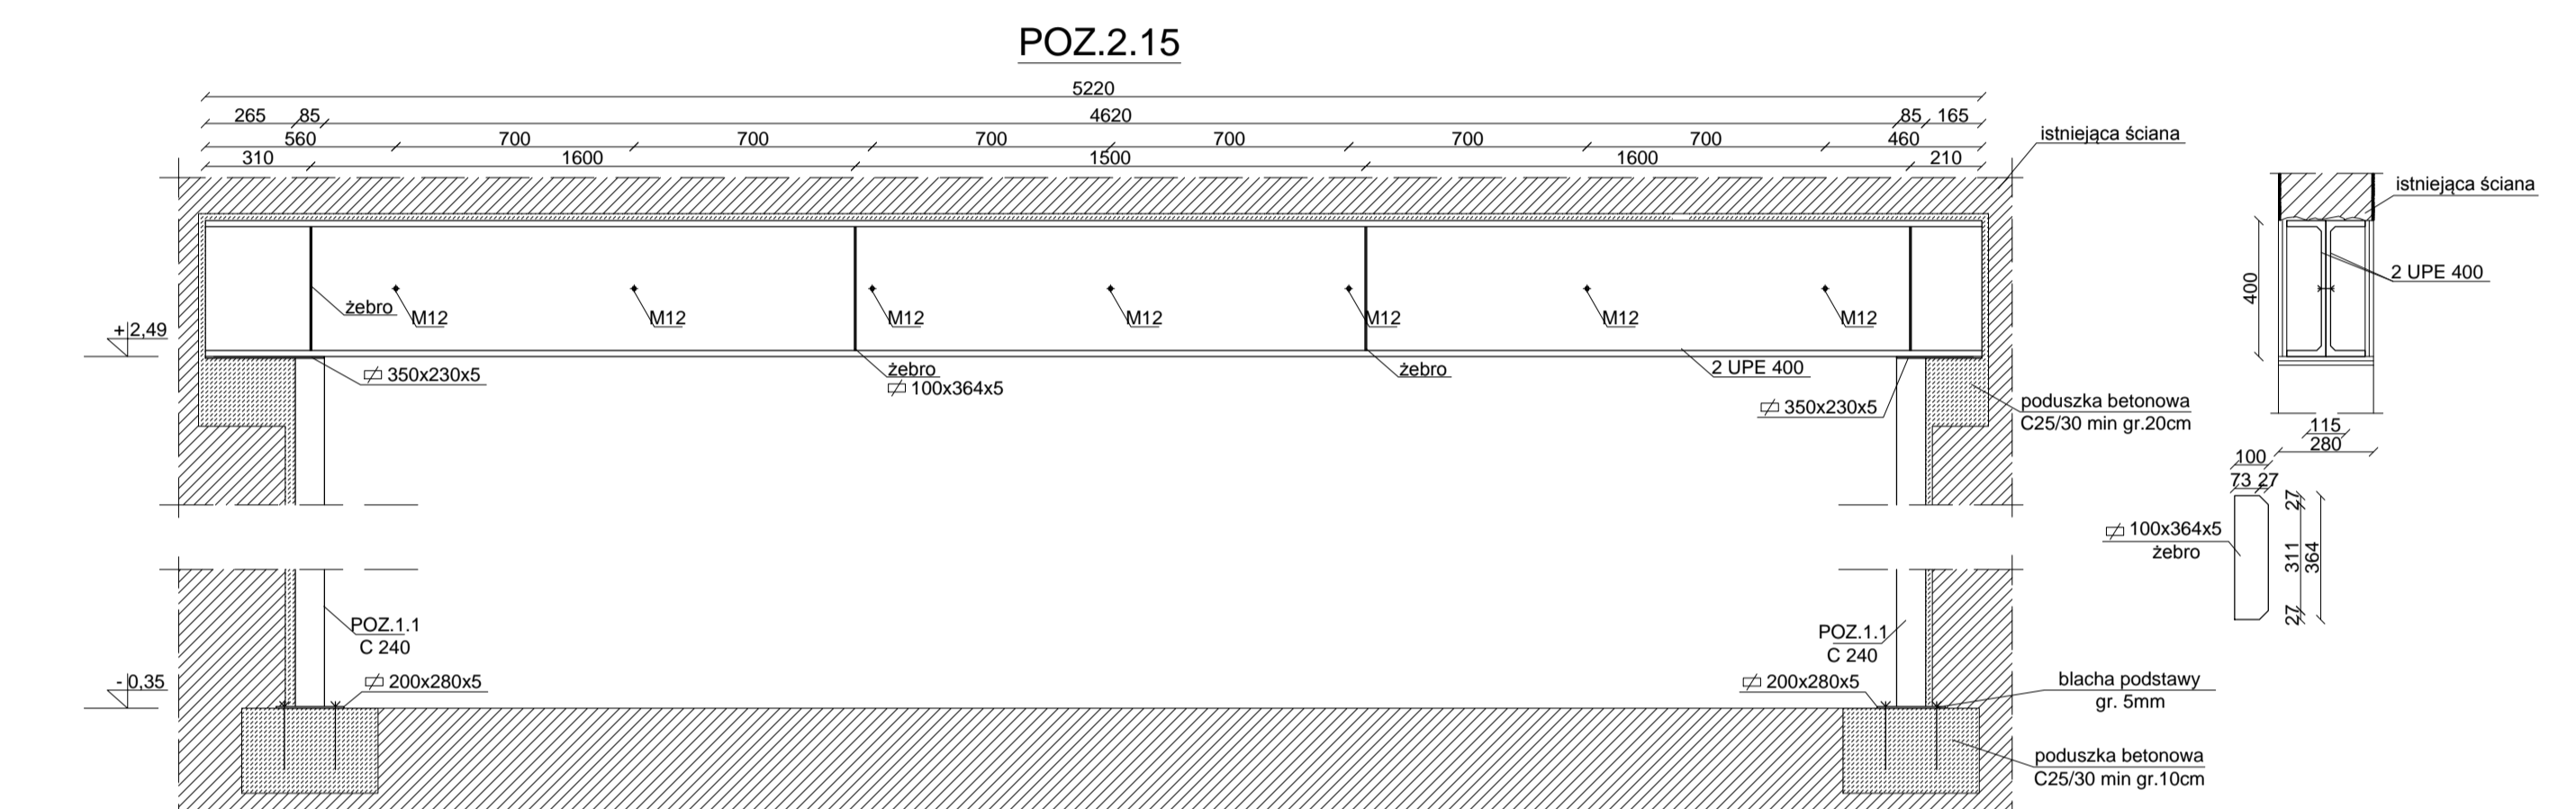 POZ.2.15
5220
265 85 4620 85 165
560 700 700 700 700 700 700 460
310 1600 1500 1600 210
istniejąca ściana
istniejąca ściana
żebro
M12
M12
M12
M12
M12
M12
M12
400
2 UPE 400
+2,49
350x230x5
żebro
100x364x5
żebro
2 UPE 400
350x230x5
poduszka betonowa
C25/30 min gr.20cm
115
280
100
73 27
27
311
364
27
100x364x5
żebro
POZ.1.1
C 240
POZ.1.1
C 240
-0,35
200x280x5
200x280x5
blacha podstawy
gr. 5mm
poduszka betonowa
C25/30 min gr.10cm